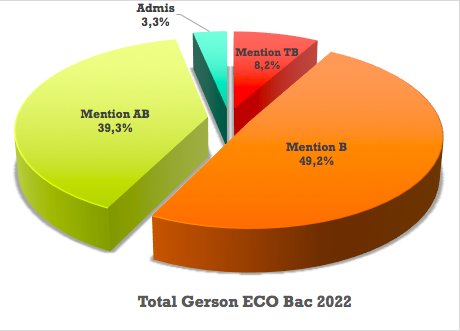 Admis
3,3%
Mention TB
8,2%
Mention AB
39,3%
Mention B
49,2%
Total Gerson ECO Bac 2022